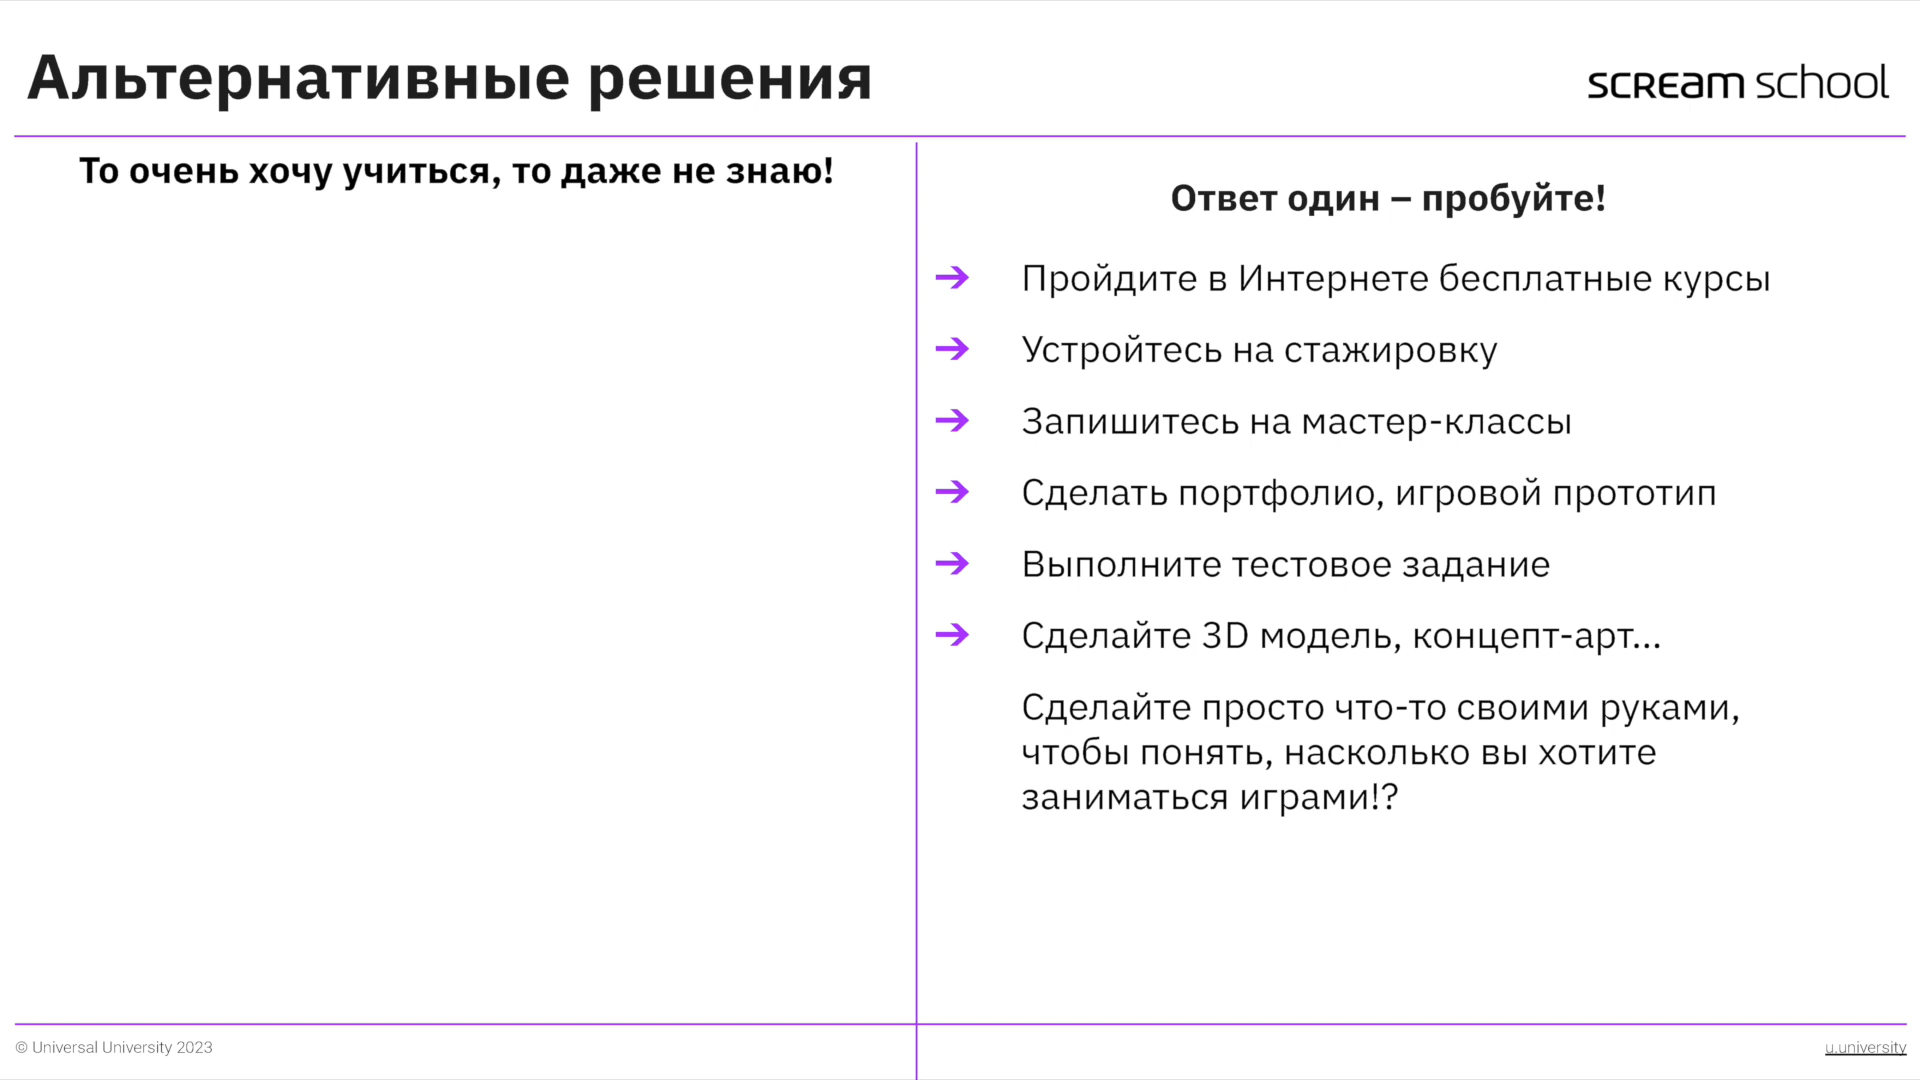 Альтернативные решения
SCREAM school
То очень хочу учиться, то даже не знаю!
Ответ один – пробуйте!
➔ Пройдите в Интернете бесплатные курсы
➔ Устройтесь на стажировку
➔ Запишитесь на мастер-классы
➔ Сделать портфолио, игровой прототип
➔ Выполните тестовое задание
➔ Сделайте 3D модель, концепт-арт...
Сделайте просто что-то своими руками,
чтобы понять, насколько вы хотите
заниматься играми!?
© Universal University 2023
u.university